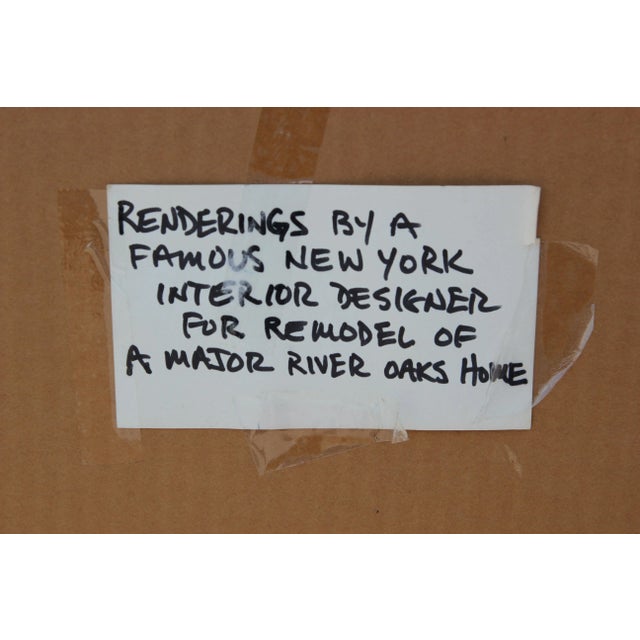 RENDERINGS BY A
FAMOUS NEW YORK
INTERIOR DESIGNER
FOR REMODEL OF
A MAJOR RIVER OAKS HOME